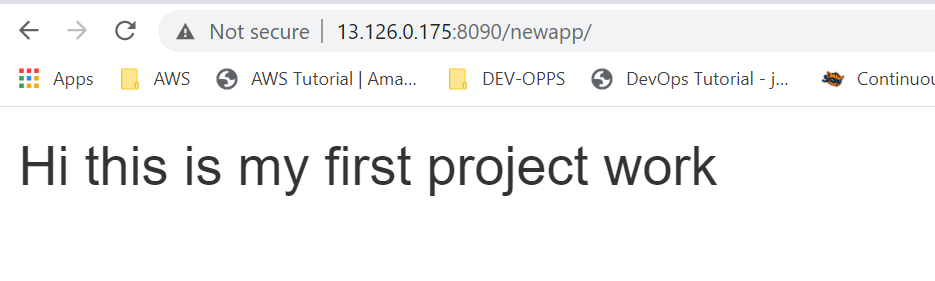 Not secure 13.126.0.175:8090/newapp/
Apps AWS AWS Tutorial | Ama... DEV-OPPS DevOps Tutorial - j... Continuou
Hi this is my first project work